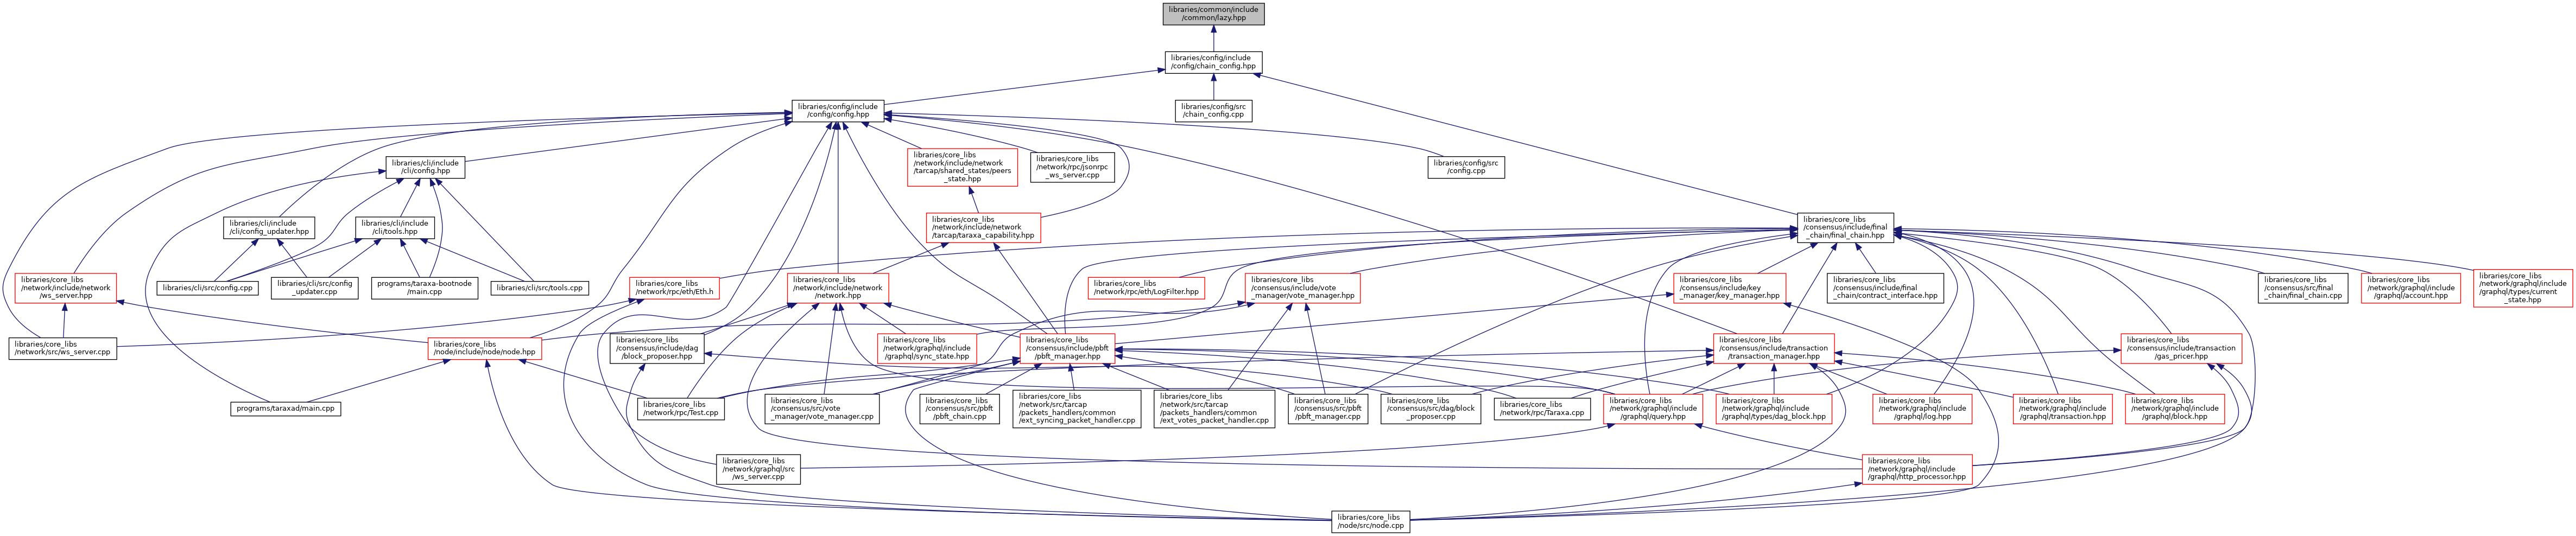 libraries/common/include
/common/lazy.hpp
libraries/config/include
/config/chain_config.hpp
libraries/config/include
/config/config.hpp
libraries/config/src
/chain_config.cpp
libraries/cli/include
/cli/config.hpp
libraries/core_libs
/network/include/network
/tarcap/shared_states/peers
_state.hpp
libraries/core_libs
/network/rpc/jsonrpc
_ws_server.cpp
libraries/config/src
/config.cpp
libraries/cli/include
/cli/config_updater.hpp
libraries/cli/include
/cli/tools.hpp
libraries/core_libs
/network/include/network
/tarcap/taraxa_capability.hpp
libraries/core_libs
/consensus/include/final
_chain/final_chain.hpp
libraries/core_libs
/network/include/network
/ws_server.hpp
libraries/cli/src/config.cpp
libraries/cli/src/config
_updater.cpp
programs/taraxa-bootnode
/main.cpp
libraries/cli/src/tools.cpp
libraries/core_libs
/network/rpc/eth/Eth.h
libraries/core_libs
/network/include/network
/network.hpp
libraries/core_libs
/network/rpc/eth/LogFilter.hpp
libraries/core_libs
/consensus/include/vote
_manager/vote_manager.hpp
libraries/core_libs
/consensus/include/key
_manager/key_manager.hpp
libraries/core_libs
/consensus/include/final
_chain/contract_interface.hpp
libraries/core_libs
/consensus/src/final
_chain/final_chain.cpp
libraries/core_libs
/network/graphql/include
/graphql/account.hpp
libraries/core_libs
/network/graphql/include
/graphql/types/current
_state.hpp
libraries/core_libs
/network/src/ws_server.cpp
libraries/core_libs
/node/include/node/node.hpp
libraries/core_libs
/consensus/include/dag
/block_proposer.hpp
libraries/core_libs
/network/graphql/include
/graphql/sync_state.hpp
libraries/core_libs
/consensus/include/pbft
/pbft_manager.hpp
libraries/core_libs
/consensus/include/transaction
/transaction_manager.hpp
libraries/core_libs
/consensus/include/transaction
/gas_pricer.hpp
programs/taraxad/main.cpp
libraries/core_libs
/network/rpc/Test.cpp
libraries/core_libs
/consensus/src/vote
_manager/vote_manager.cpp
libraries/core_libs
/consensus/src/pbft
/pbft_chain.cpp
libraries/core_libs
/network/src/tarcap
/packets_handlers/common
/ext_syncing_packet_handler.cpp
libraries/core_libs
/network/src/tarcap
/packets_handlers/common
/ext_votes_packet_handler.cpp
libraries/core_libs
/consensus/src/pbft
/pbft_manager.cpp
libraries/core_libs
/consensus/src/dag/block
_proposer.cpp
libraries/core_libs
/network/rpc/Taraxa.cpp
libraries/core_libs
/network/graphql/include
/graphql/query.hpp
libraries/core_libs
/network/graphql/include
/graphql/types/dag_block.hpp
libraries/core_libs
/network/graphql/include
/graphql/log.hpp
libraries/core_libs
/network/graphql/include
/graphql/transaction.hpp
libraries/core_libs
/network/graphql/include
/graphql/block.hpp
libraries/core_libs
/network/graphql/src
/ws_server.cpp
libraries/core_libs
/network/graphql/include
/graphql/http_processor.hpp
libraries/core_libs
/node/src/node.cpp